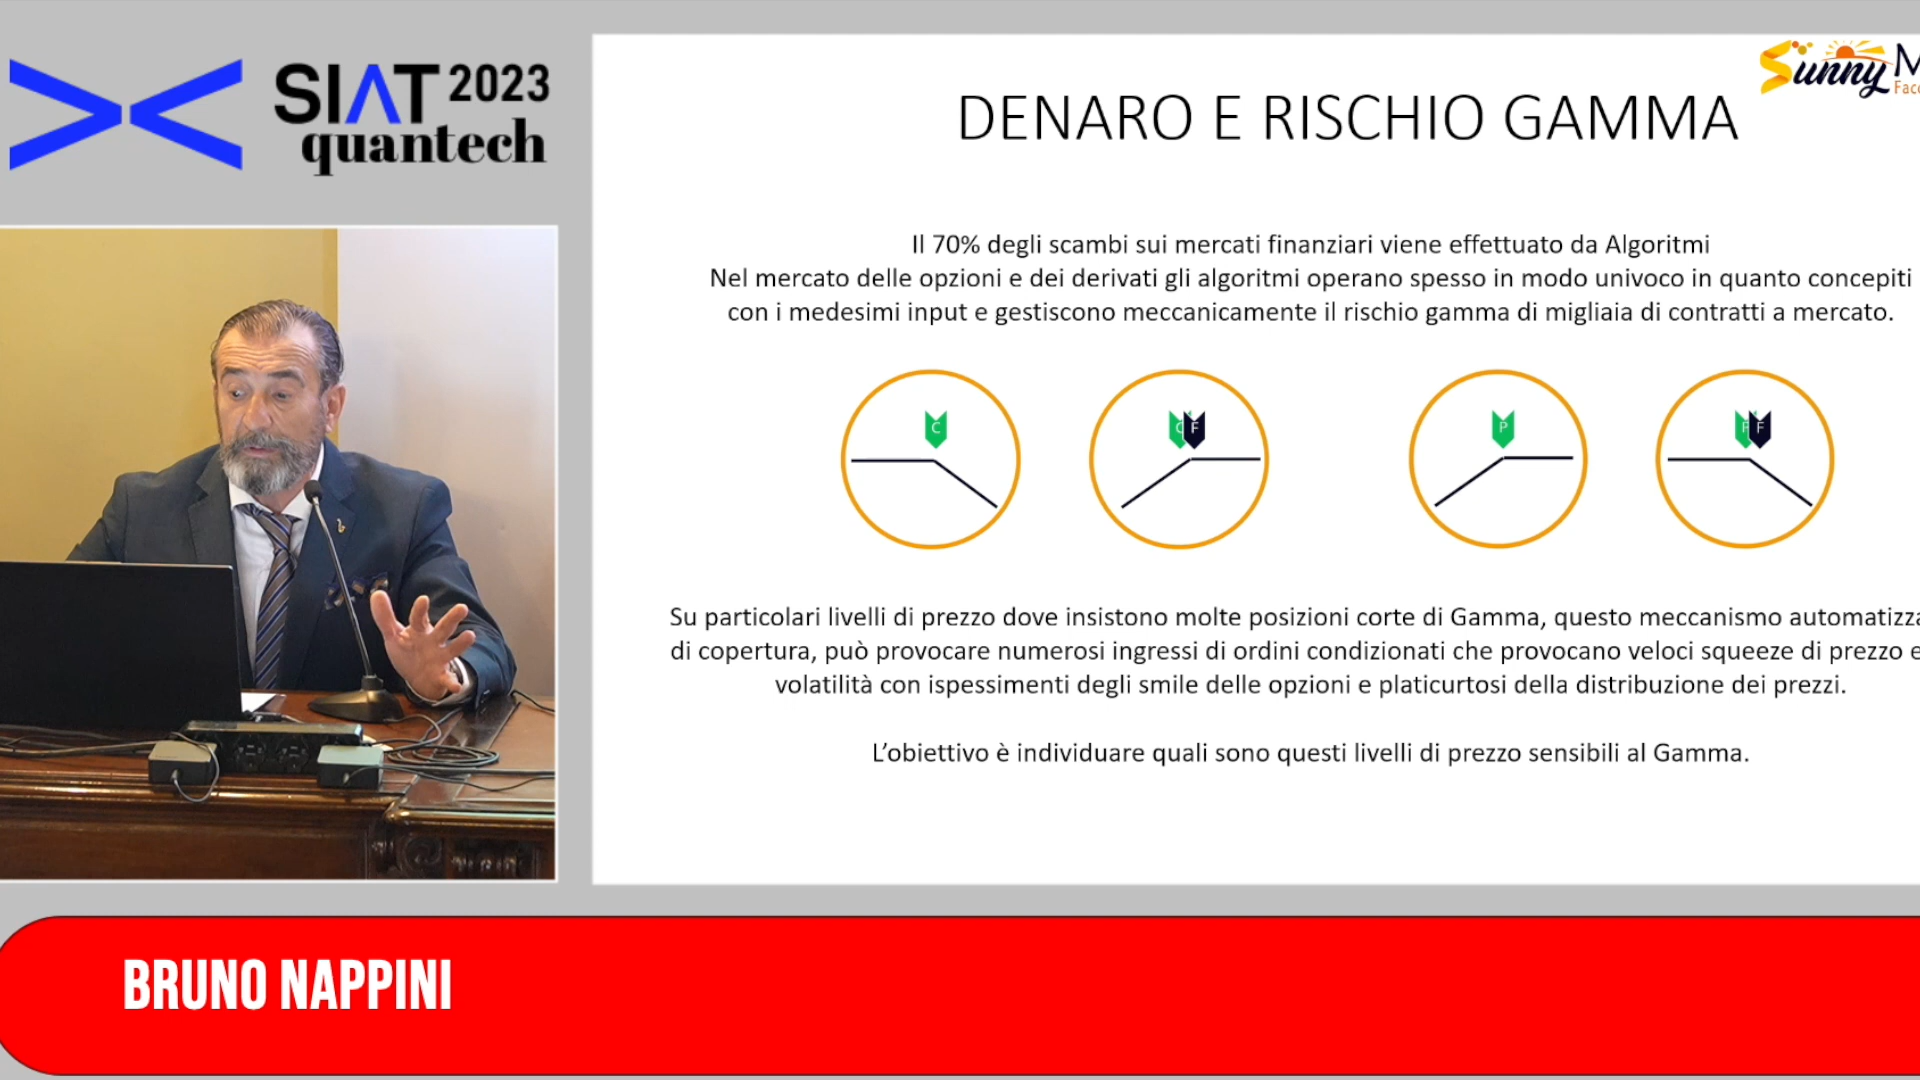 SIAT 2023
quantech
Sunny M
Facc
DENARO E RISCHIO GAMMA
Il 70% degli scambi sui mercati finanziari viene effettuato da Algoritmi
Nel mercato delle opzioni e dei derivati gli algoritmi operano spesso in modo univoco in quanto concepiti
con i medesimi input e gestiscono meccanicamente il rischio gamma di migliaia di contratti a mercato.
C
C F
P
P F
Su particolari livelli di prezzo dove insistono molte posizioni corte di Gamma, questo meccanismo automatizza
di copertura, può provocare numerosi ingressi di ordini condizionati che provocano veloci squeeze di prezzo e
volatilità con ispessimenti degli smile delle opzioni e platicurtosi della distribuzione dei prezzi.
L'obiettivo è individuare quali sono questi livelli di prezzo sensibili al Gamma.
BRUNO NAPPINI